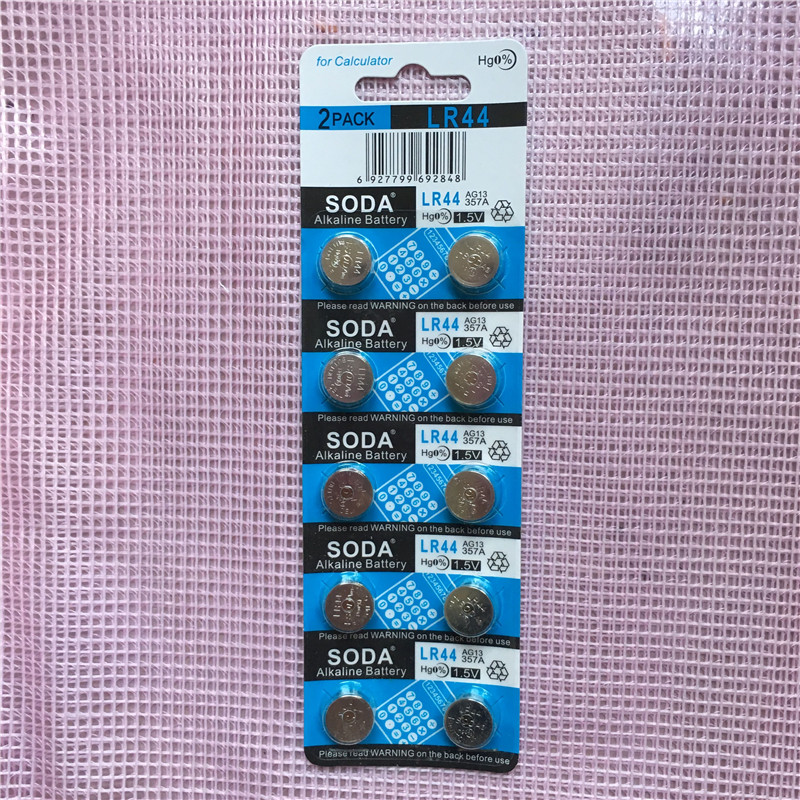 for Calculator Hg0%
2PACK LR44
6 927799 692848
SODA® LR44 AG13 357A
Alkaline Battery Hg0% 1.5V
Please read WARNING on the back before use
SODA® LR44 AG13 357A
Alkaline Battery Hg0% 1.5V
Please read WARNING on the back before use
SODA® LR44 AG13 357A
Alkaline Battery Hg0% 1.5V
Please read WARNING on the back before use
SODA® LR44 AG13 357A
Alkaline Battery Hg0% 1.5V
Please read WARNING on the back before use
SODA® LR44 AG13 357A
Alkaline Battery Hg0% 1.5V
Please read WARNING on the back before use